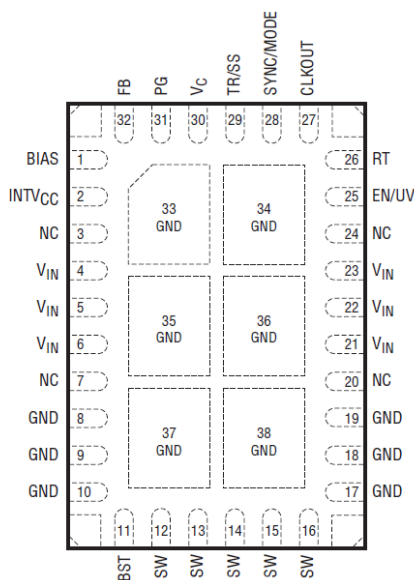 FB PG VC TR/SS SYNC/MODE CLKOUT
32 31 30 29 28 27
BIAS 1 26 RT
INTVCC 2 25 EN/UV
33 GND 34 GND
NC 3 24 NC
VIN 4 23 VIN
VIN 5 22 VIN
35 GND 36 GND
VIN 6 21 VIN
NC 7 20 NC
GND 8 19 GND
37 GND 38 GND
GND 9 18 GND
GND 10 17 GND
11 12 13 14 15 16
BST SW SW SW SW SW